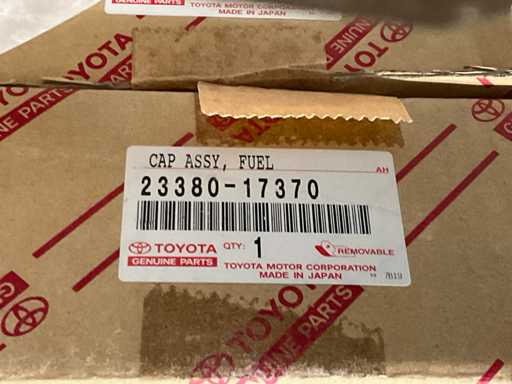 GENUINE PARTS
TOYOTA MOTOR CORPORATION
MADE IN JAPAN
TOYOTA
GENUINE PARTS
CAP ASSY, FUEL
AH
23380-17370
TOYOTA
GENUINE PARTS
QTY: 1
REMOVABLE
TOYOTA MOTOR CORPORATION
MADE IN JAPAN
7B19
TOYOTA
GENUINE PARTS